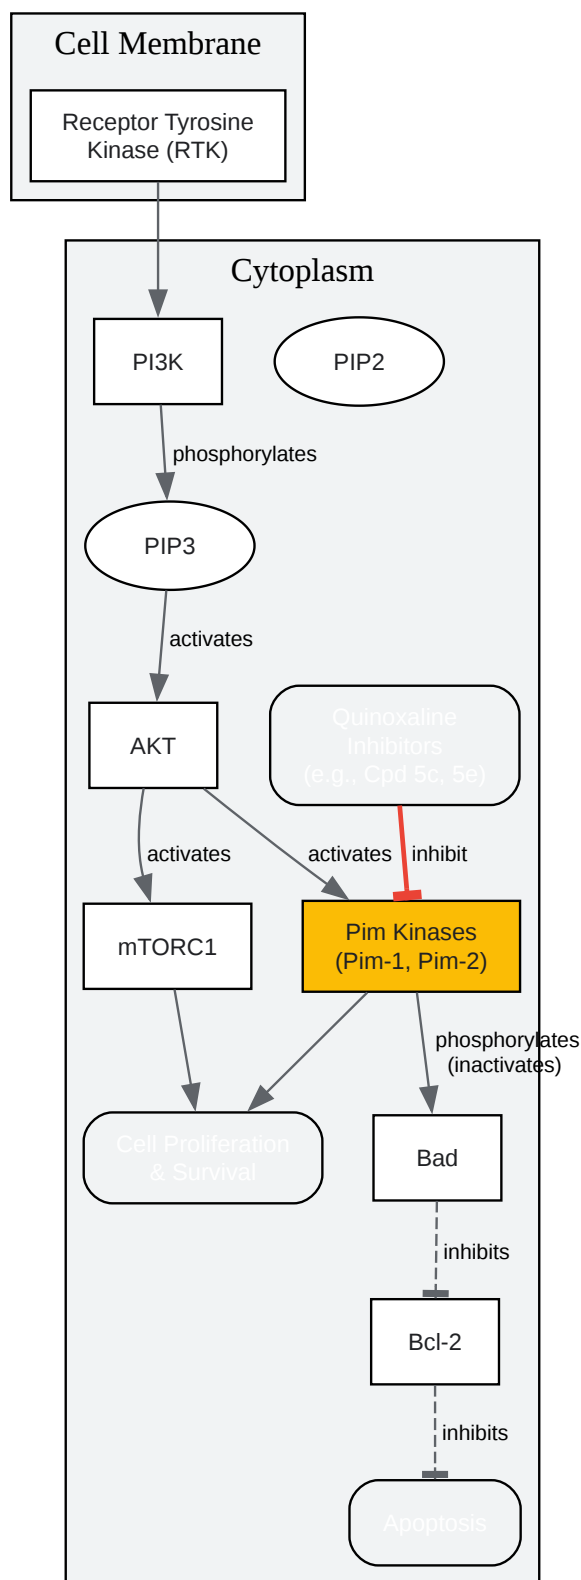 Cell Membrane
Receptor Tyrosine
Kinase (RTK)
Cytoplasm
PI3K
PIP2
phosphorylates
PIP3
activates
AKT
Quinoxaline
Inhibitors
(e.g., Cpd 5c, 5e)
activates
activates
inhibit
mTORC1
Pim Kinases
(Pim-1, Pim-2)
phosphorylates
(inactivates)
Cell Proliferation
& Survival
Bad
inhibits
Bcl-2
inhibits
Apoptosis